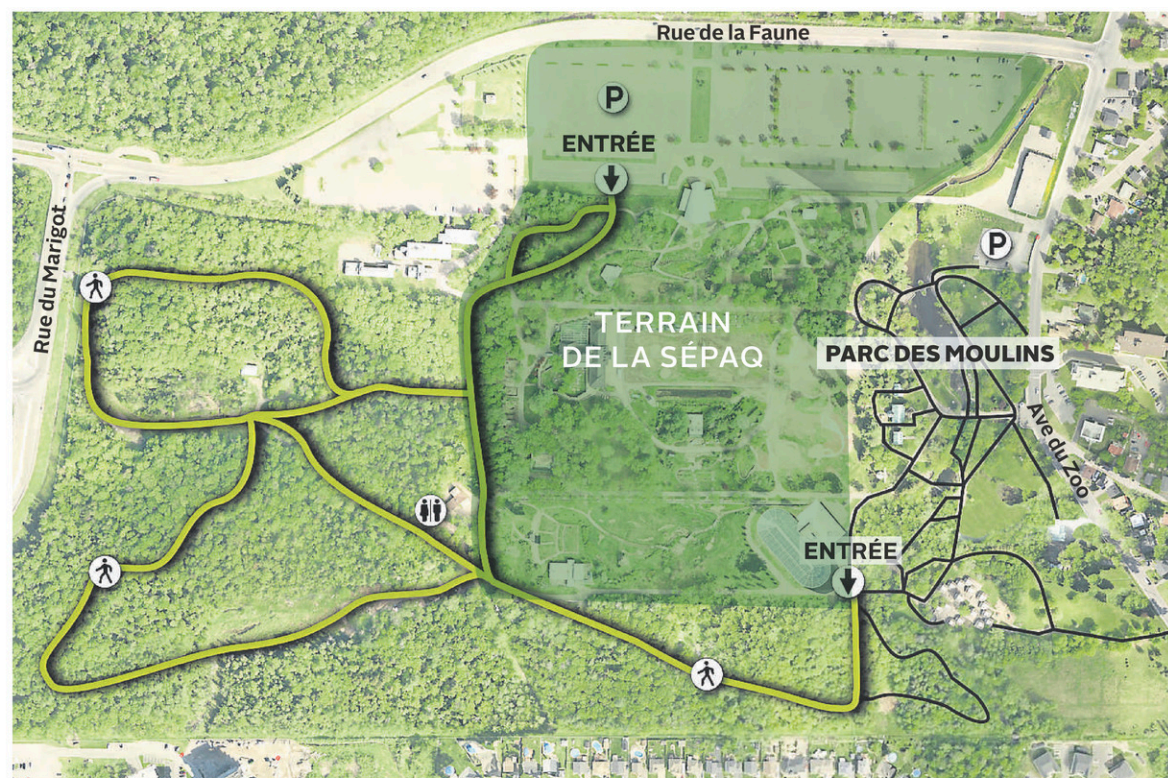 Rue de la Faune
P
ENTRÉE
Rue du Marigot
P
TERRAIN
DE LA SÉPAQ
PARC DES MOULINS
Ave du Zoo
ENTRÉE